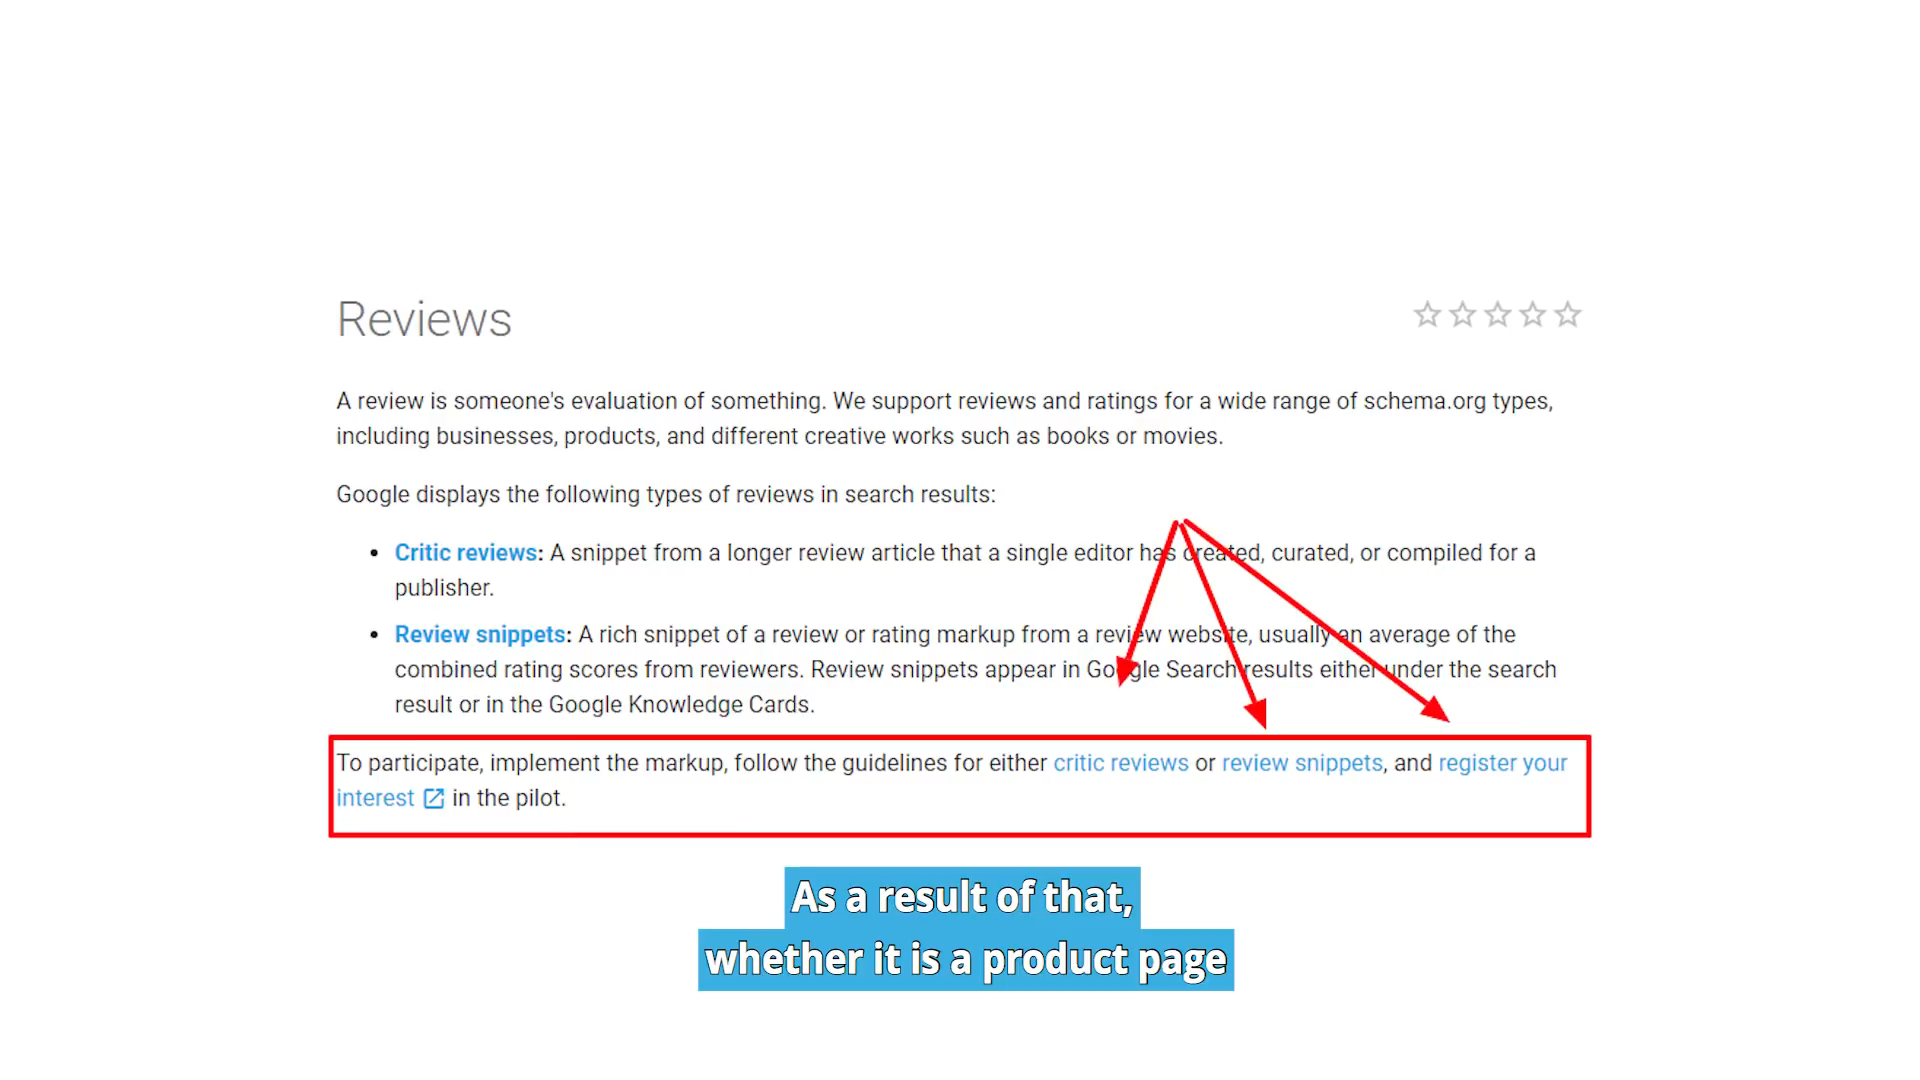 Reviews
A review is someone's evaluation of something. We support reviews and ratings for a wide range of schema.org types,
including businesses, products, and different creative works such as books or movies.
Google displays the following types of reviews in search results:
• Critic reviews: A snippet from a longer review article that a single editor has created, curated, or compiled for a
publisher.
• Review snippets: A rich snippet of a review or rating markup from a review website, usually an average of the
combined rating scores from reviewers. Review snippets appear in Google Search results either under the search
result or in the Google Knowledge Cards.
To participate, implement the markup, follow the guidelines for either critic reviews or review snippets, and register your
interest in the pilot.
As a result of that,
whether it is a product page